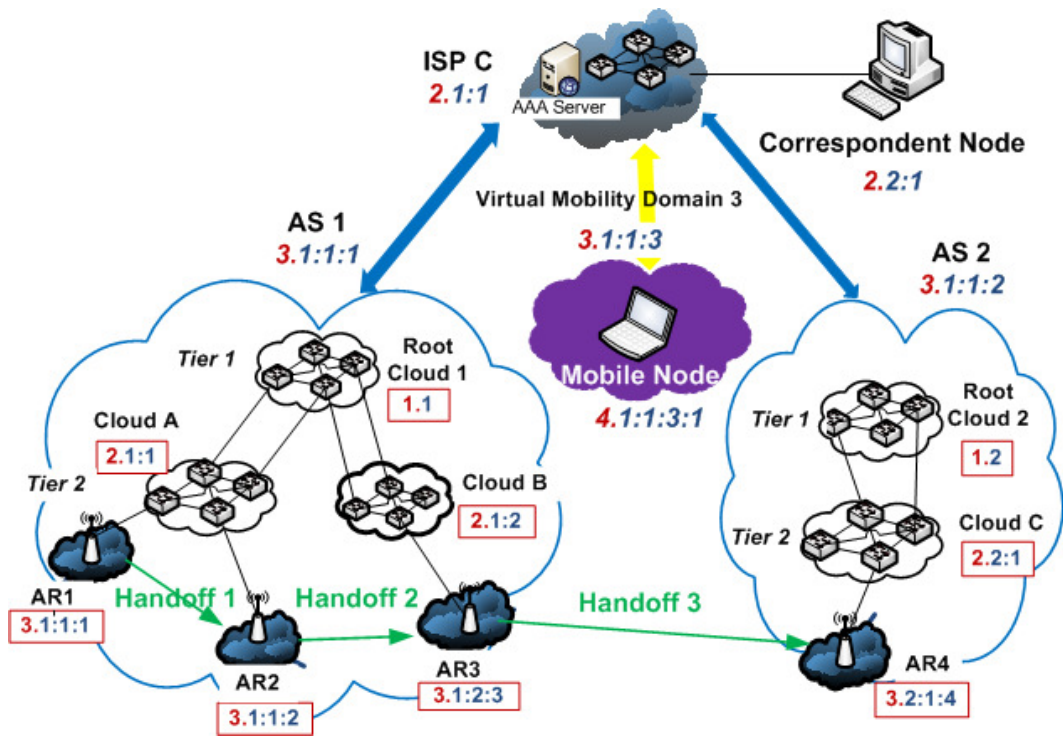 ISP C
2.1:1
AAA Server
Correspondent Node
2.2:1
Virtual Mobility Domain 3
3.1:1:3
AS 1
3.1:1:1
AS 2
3.1:1:2
Mobile Node
4.1:1:3:1
Tier 1
Root
Cloud 1
1.1
Cloud A
2.1:1
Tier 2
Cloud B
2.1:2
AR1
3.1:1:1
Handoff 1
AR2
3.1:1:2
Handoff 2
AR3
3.1:2:3
Handoff 3
Tier 1
Root
Cloud 2
1.2
Tier 2
Cloud C
2.2:1
AR4
3.2:1:4